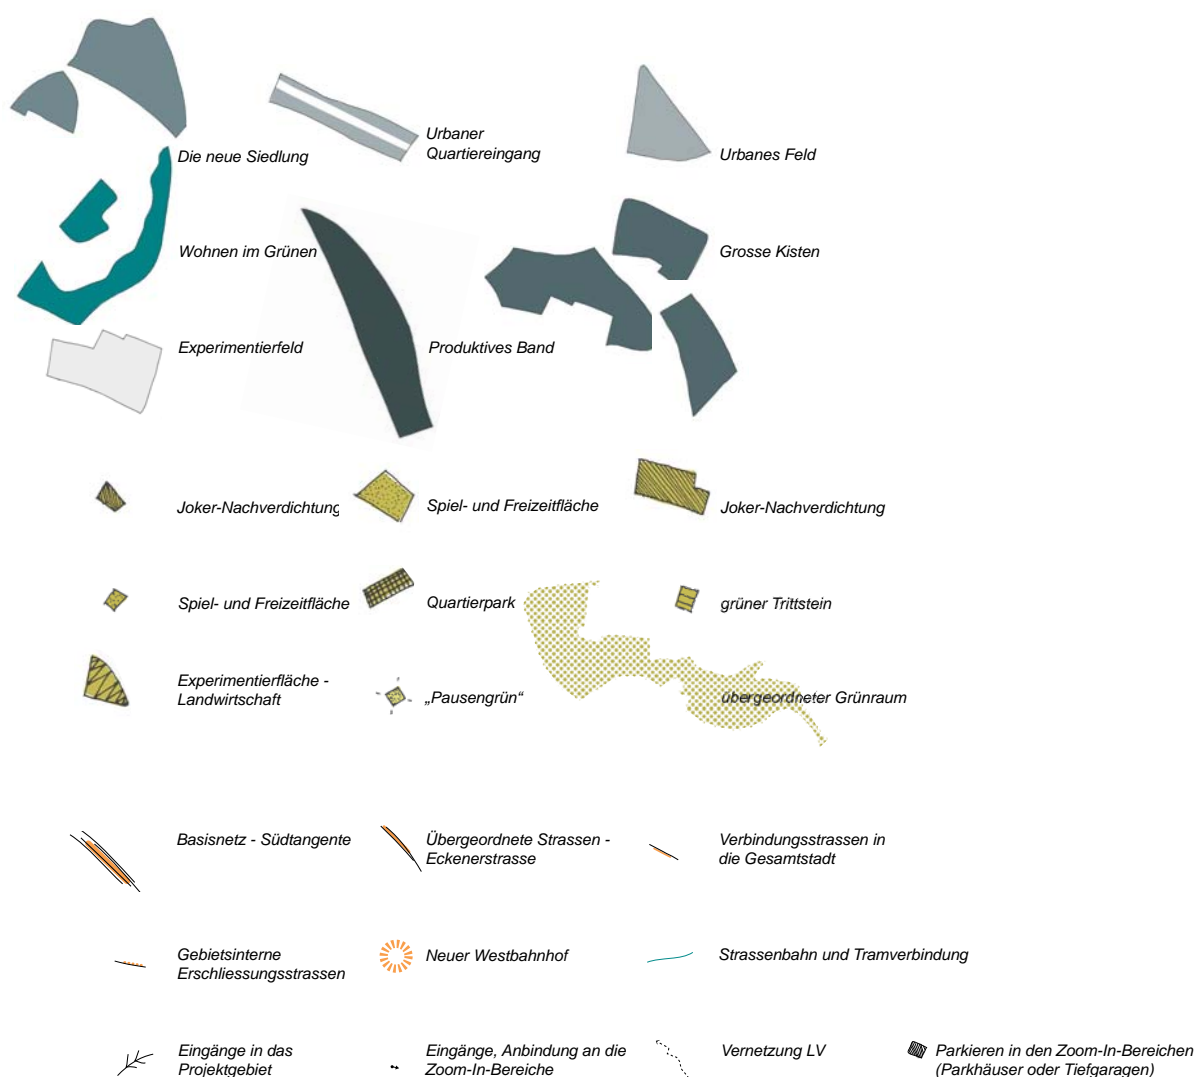 Die neue Siedlung
Urbaner
Quartiereingang
Urbanes Feld
Wohnen im Grünen
Grosse Kisten
Experimentierfeld
Produktives Band
Joker-Nachverdichtung
Spiel- und Freizeitfläche
Joker-Nachverdichtung
Spiel- und Freizeitfläche
Quartierpark
grüner Trittstein
Experimentierfläche -
Landwirtschaft
„Pausengrün“
übergeordneter Grünraum
Basisnetz - Südtangente
Übergeordnete Strassen -
Eckenerstrasse
Verbindungsstrassen in
die Gesamtstadt
Gebietsinterne
Erschliessungsstrassen
Neuer Westbahnhof
Strassenbahn und Tramverbindung
Eingänge in das
Projektgebiet
Eingänge, Anbindung an die
Zoom-In-Bereiche
Vernetzung LV
Parkieren in den Zoom-In-Bereichen
(Parkhäuser oder Tiefgaragen)